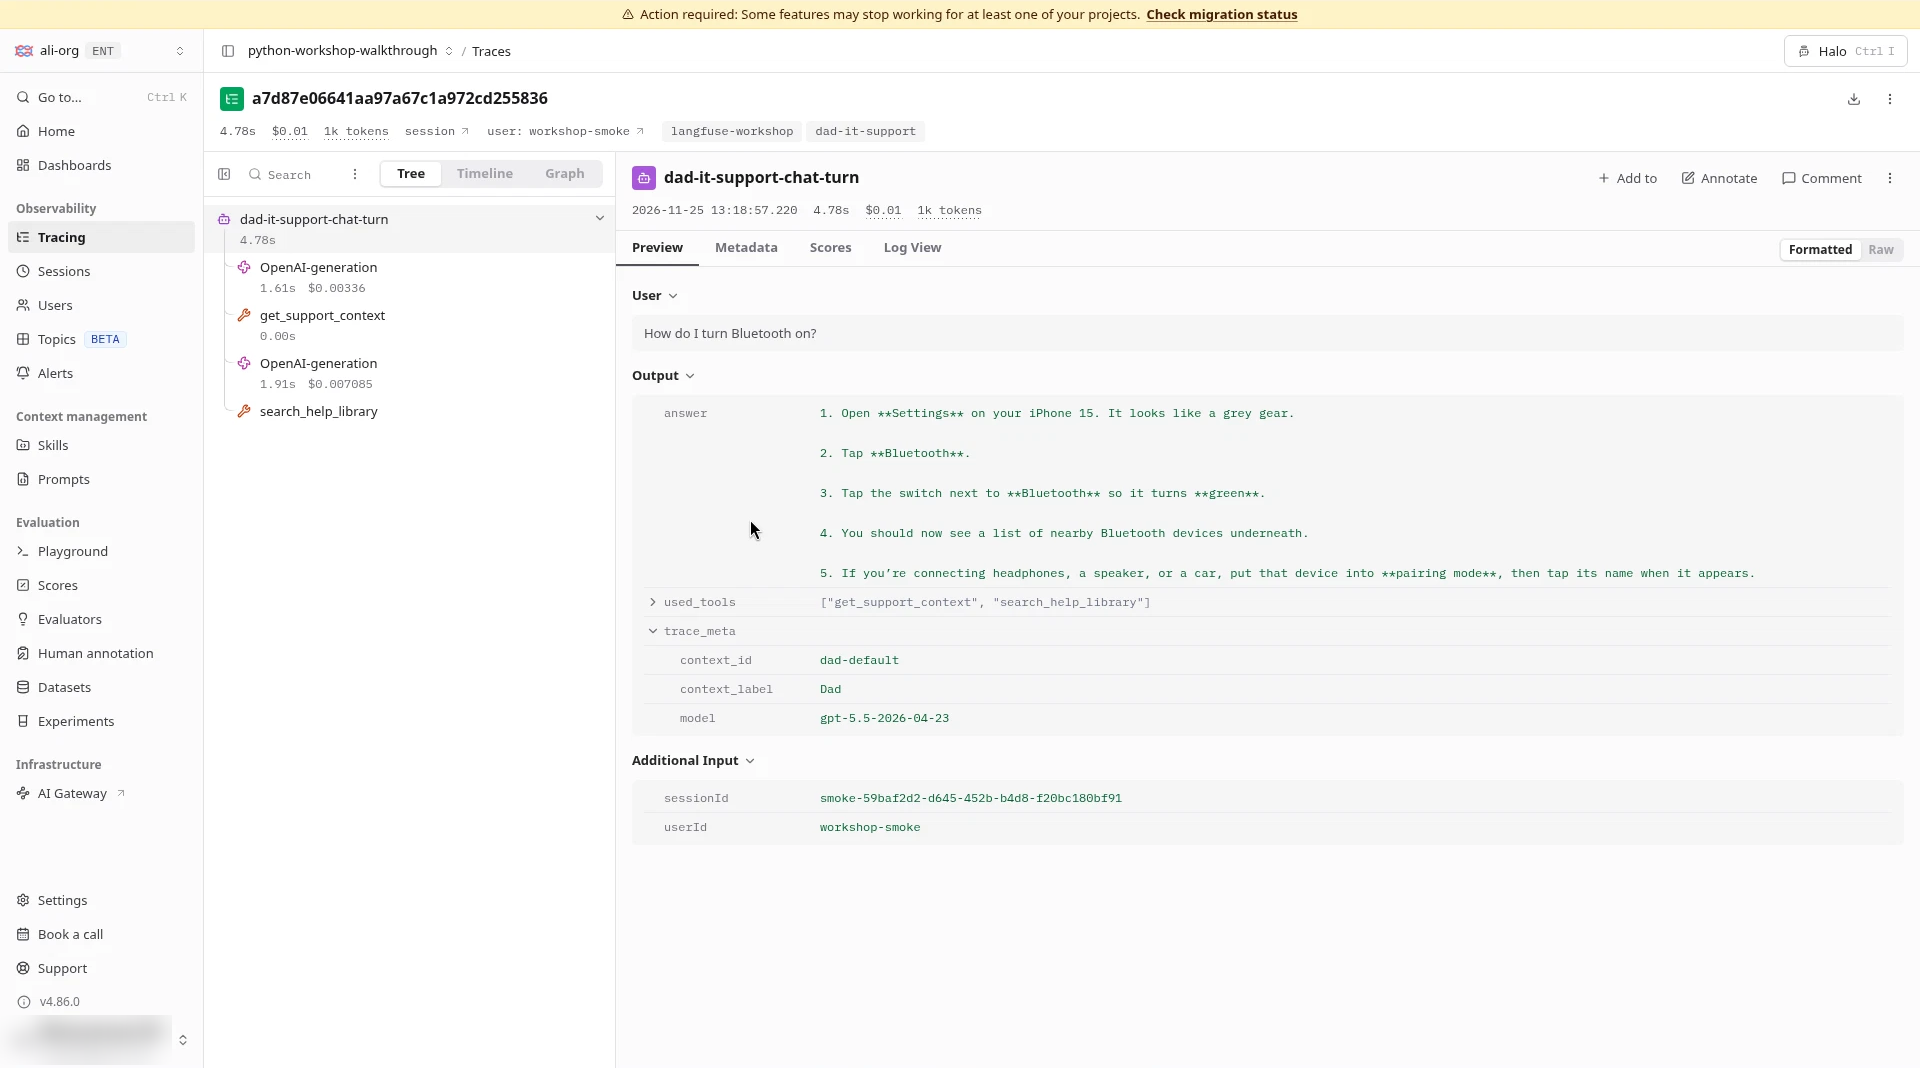 Action required: Some features may stop working for at least one of your projects. Check migration status
ali-org ENT
python-workshop-walkthrough / Traces
Halo Ctrl I
Go to... Ctrl K
Home
Dashboards
Observability
Tracing
Sessions
Users
Topics BETA
Alerts
Context management
Skills
Prompts
Evaluation
Playground
Scores
Evaluators
Human annotation
Datasets
Experiments
Infrastructure
AI Gateway
Settings
Book a call
Support
v4.86.0
a7d87e06641aa97a67c1a972cd255836
4.78s $0.01 1k tokens session user: workshop-smoke langfuse-workshop dad-it-support
Search Tree Timeline Graph
dad-it-support-chat-turn
4.78s
OpenAI-generation
1.61s $0.00336
get_support_context
0.00s
OpenAI-generation
1.91s $0.007085
search_help_library
dad-it-support-chat-turn
Add to Annotate Comment
2026-11-25 13:18:57.220 4.78s $0.01 1k tokens
Preview Metadata Scores Log View Formatted Raw
User
How do I turn Bluetooth on?
Output
answer 1. Open **Settings** on your iPhone 15. It looks like a grey gear.
2. Tap **Bluetooth**.
3. Tap the switch next to **Bluetooth** so it turns **green**.
4. You should now see a list of nearby Bluetooth devices underneath.
5. If you’re connecting headphones, a speaker, or a car, put that device into **pairing mode**, then tap its name when it appears.
used_tools ["get_support_context", "search_help_library"]
trace_meta
context_id dad-default
context_label Dad
model gpt-5.5-2026-04-23
Additional Input
sessionId smoke-59baf2d2-d645-452b-b4d8-f20bc180bf91
userId workshop-smoke